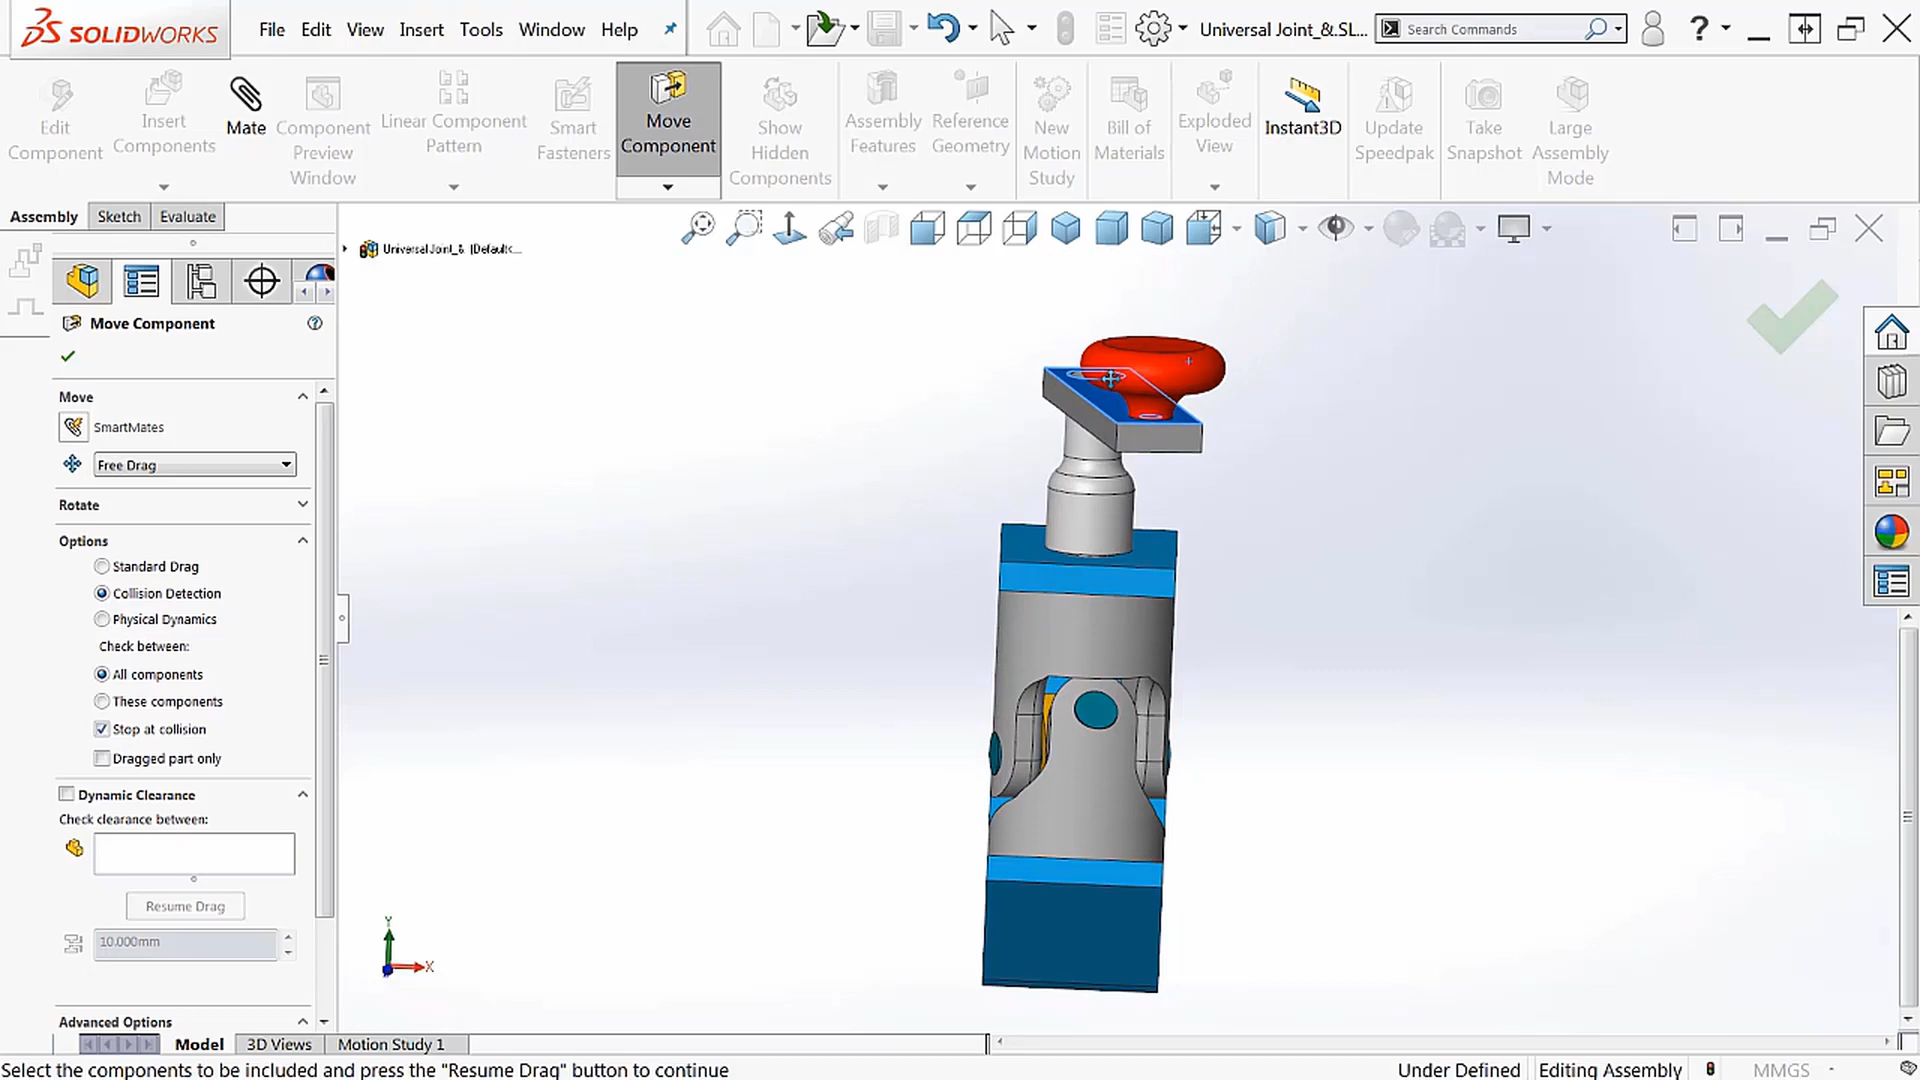 SOLIDWORKS File Edit View Insert Tools Window Help Universal Joint_&.SL... Search Commands ?
Edit Component
Insert Components
Mate
Component Preview Window
Linear Component Pattern
Smart Fasteners
Move Component
Show Hidden Components
Assembly Features
Reference Geometry
New Motion Study
Bill of Materials
Exploded View
Instant3D
Update Speedpak
Take Snapshot
Large Assembly Mode
Assembly Sketch Evaluate
Universal Joint_& (Default<...
Move Component ?
Move
SmartMates
Free Drag
Rotate
Options
Standard Drag
Collision Detection
Physical Dynamics
Check between:
All components
These components
Stop at collision
Dragged part only
Dynamic Clearance
Check clearance between:
Resume Drag
10.000mm
Advanced Options
Y
X
Model 3D Views Motion Study 1
Select the components to be included and press the "Resume Drag" button to continue Under Defined Editing Assembly MMGS -